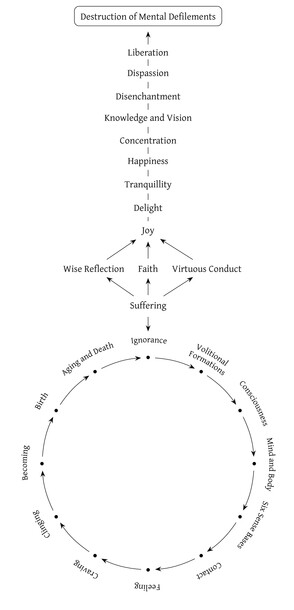 Destruction of Mental Defilements
Liberation
Dispassion
Disenchantment
Knowledge and Vision
Concentration
Happiness
Tranquillity
Delight
Joy
Wise Reflection Faith Virtuous Conduct
Suffering
Ignorance
Volitional
Formations
Consciousness
Mind and Body
Six Sense Bases
Contact
Feeling
Craving
Clinging
Becoming
Birth
Aging and Death